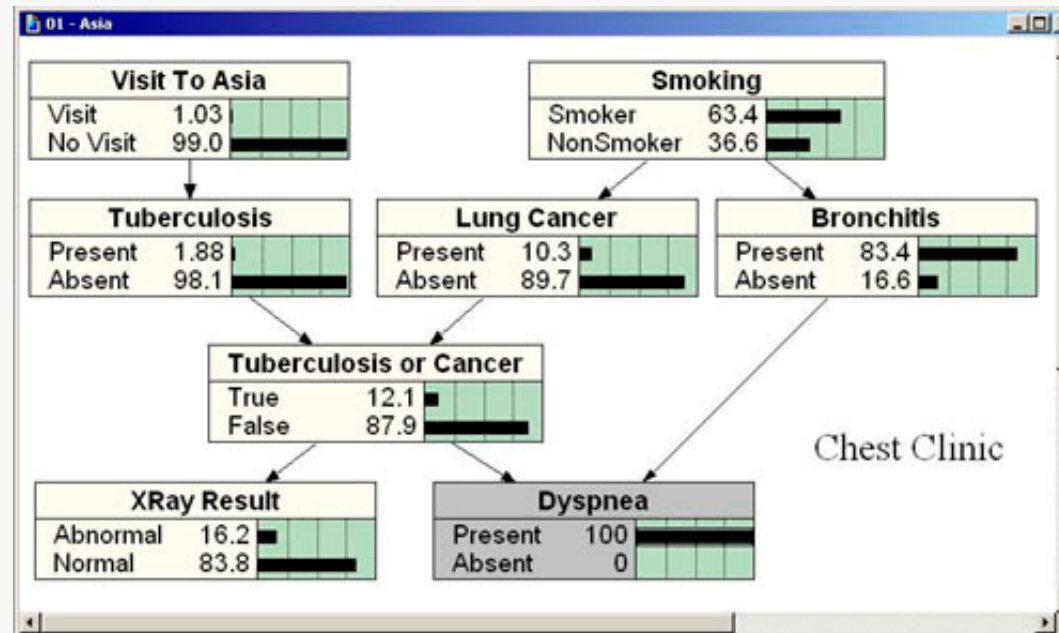 01 - Asia
Visit To Asia
Visit 1.03
No Visit 99.0
Smoking
Smoker 63.4
NonSmoker 36.6
Tuberculosis
Present 1.88
Absent 98.1
Lung Cancer
Present 10.3
Absent 89.7
Bronchitis
Present 83.4
Absent 16.6
Tuberculosis or Cancer
True 12.1
False 87.9
Chest Clinic
XRay Result
Abnormal 16.2
Normal 83.8
Dyspnea
Present 100
Absent 0